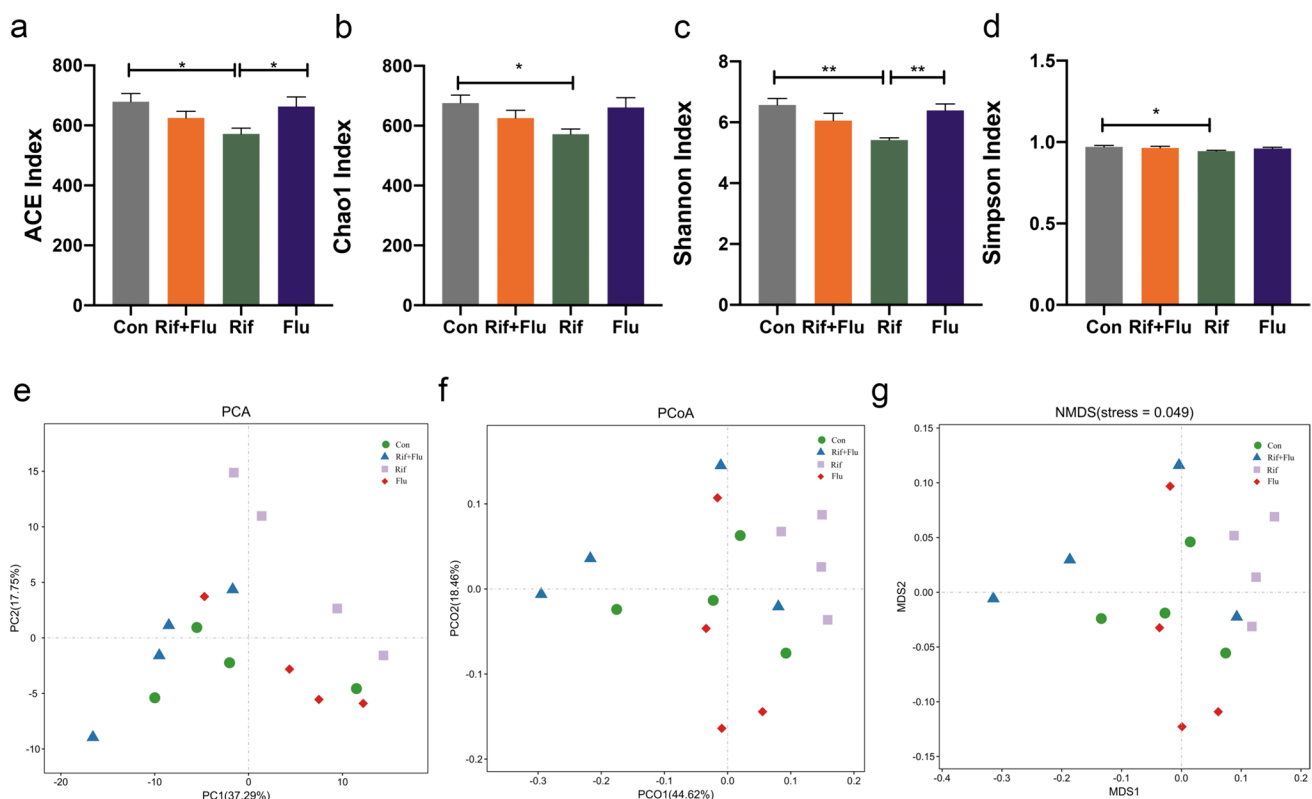 a
ACE Index
800
600
400
200
0
*
*
Con Rif+Flu Rif Flu
b
Chao1 Index
800
600
400
200
0
*
Con Rif+Flu Rif Flu
c
Shannon Index
8
6
4
2
0
**
**
Con Rif+Flu Rif Flu
d
Simpson Index
1.5
1.0
0.5
0.0
*
Con Rif+Flu Rif Flu
e
PCA
Con
Rif+Flu
Rif
Flu
PC2(17.75%)
15
10
5
0
-5
-10
-20 -10 0 10
PC1(37.29%)
f
PCoA
Con
Rif+Flu
Rif
Flu
PCO2(18.46%)
0.1
0.0
-0.1
-0.2
-0.3 -0.2 -0.1 0.0 0.1 0.2
PCO1(44.62%)
g
NMDS(stress = 0.049)
Con
Rif+Flu
Rif
Flu
MDS2
0.15
0.10
0.05
0.00
-0.05
-0.10
-0.15
-0.4 -0.3 -0.2 -0.1 0.0 0.1 0.2
MDS1